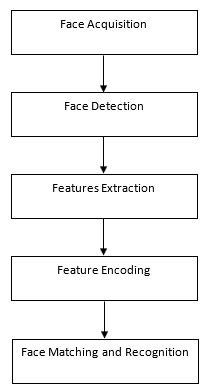 Face Acquisition
Face Detection
Features Extraction
Feature Encoding
Face Matching and Recognition